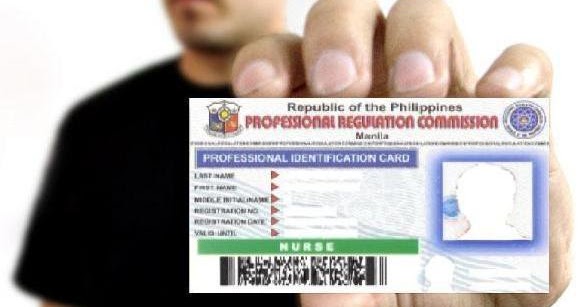 Republic of the Philippines
PROFESSIONAL REGULATION COMMISSION
Manila
PROFESSIONAL IDENTIFICATION CARD
LAST NAME
FIRST NAME
MIDDLE INITIAL/NAME
REGISTRATION NO.
REGISTRATION DATE
VALID UNTIL
NURSE